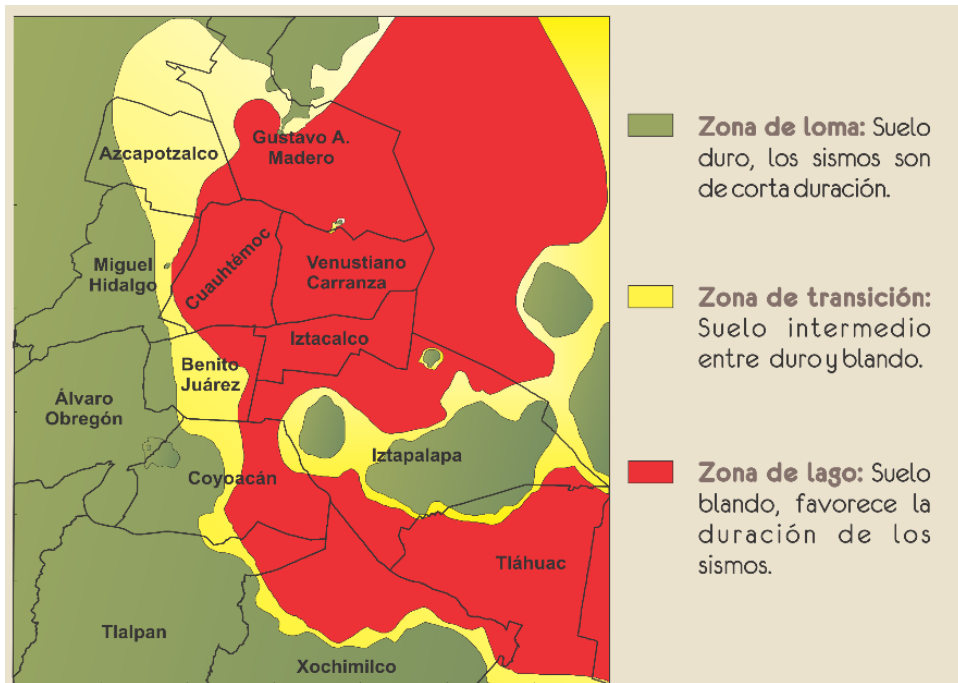 Azcapotzalco
Gustavo A.
Madero
Miguel
Hidalgo
Cuauhtémoc
Venustiano
Carranza
Iztacalco
Benito
Juárez
Álvaro
Obregón
Coyoacán
Iztapalapa
Tláhuac
Tlalpan
Xochimilco
Zona de loma: Suelo
duro, los sismos son
de corta duración.
Zona de transición:
Suelo intermedio
entre duro y blando.
Zona de lago: Suelo
blando, favorece la
duración de los
sismos.